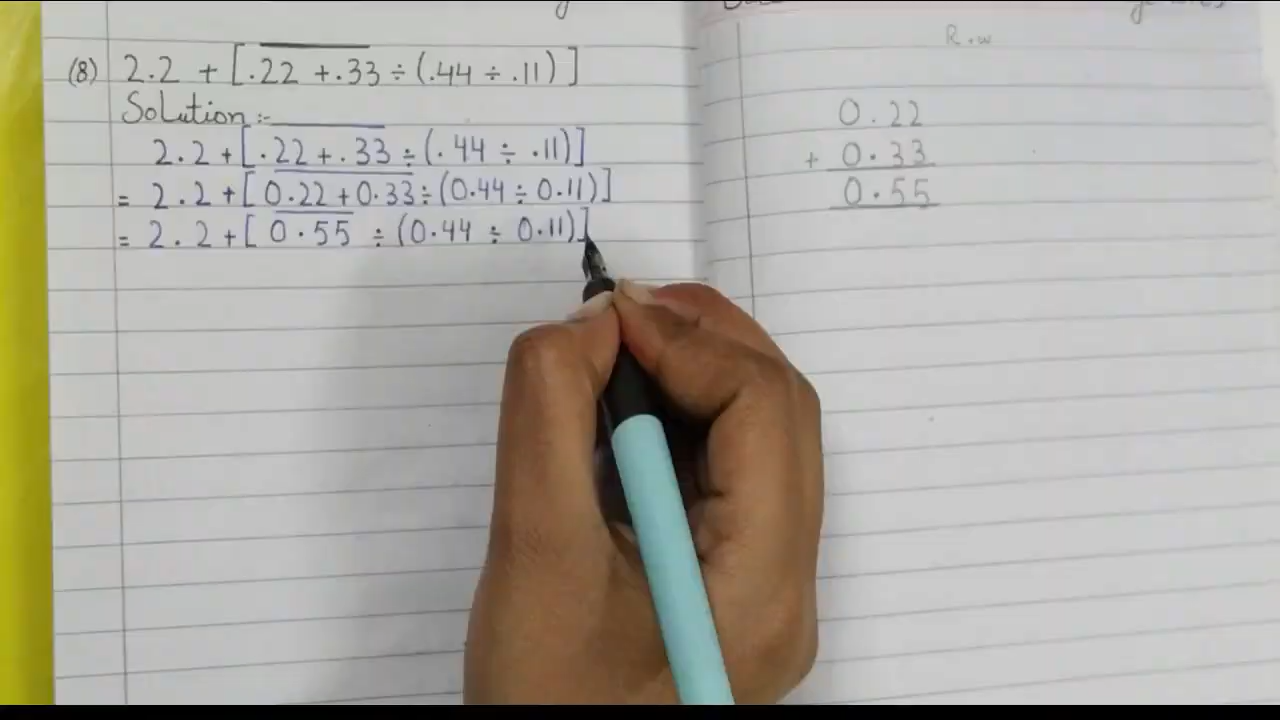 (8) 2.2 + [.22 + .33 ÷ (.44 ÷ .11)]
Solution :-
2.2 + [.22 + .33 ÷ (.44 ÷ .11)]
= 2.2 + [0.22 + 0.33 ÷ (0.44 ÷ 0.11)]
= 2.2 + [0.55 ÷ (0.44 ÷ 0.11)]
0.22
+ 0.33
0.55